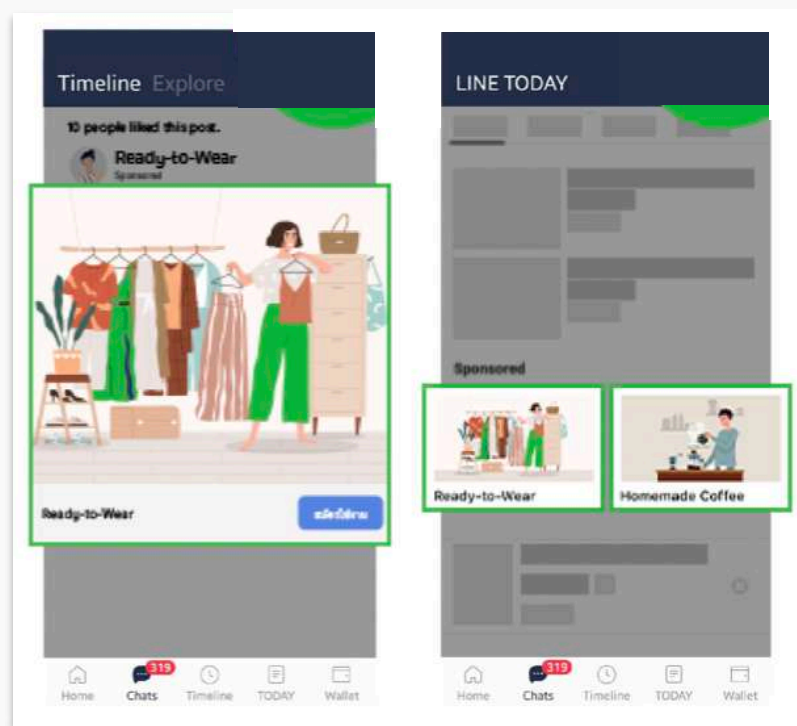 Timeline Explore
10 people liked this post.
Ready-to-Wear
Sponsored
Ready-to-Wear
319
Home Chats Timeline TODAY Wallet
LINE TODAY
Sponsored
Ready-to-Wear
Homemade Coffee
319
Home Chats Timeline TODAY Wallet